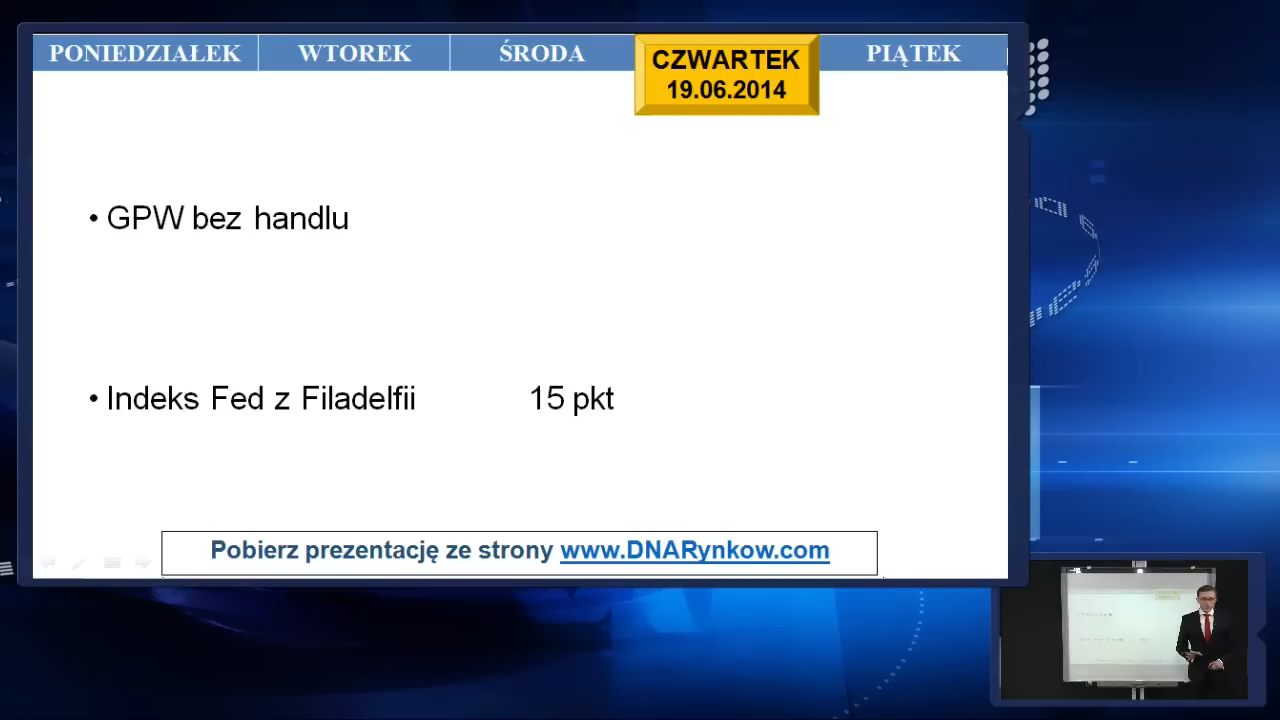 PONIEDZIAŁEK WTOREK ŚRODA CZWARTEK PIĄTEK
19.06.2014
• GPW bez handlu
• Indeks Fed z Filadelfii 15 pkt
Pobierz prezentację ze strony www.DNARynkow.com